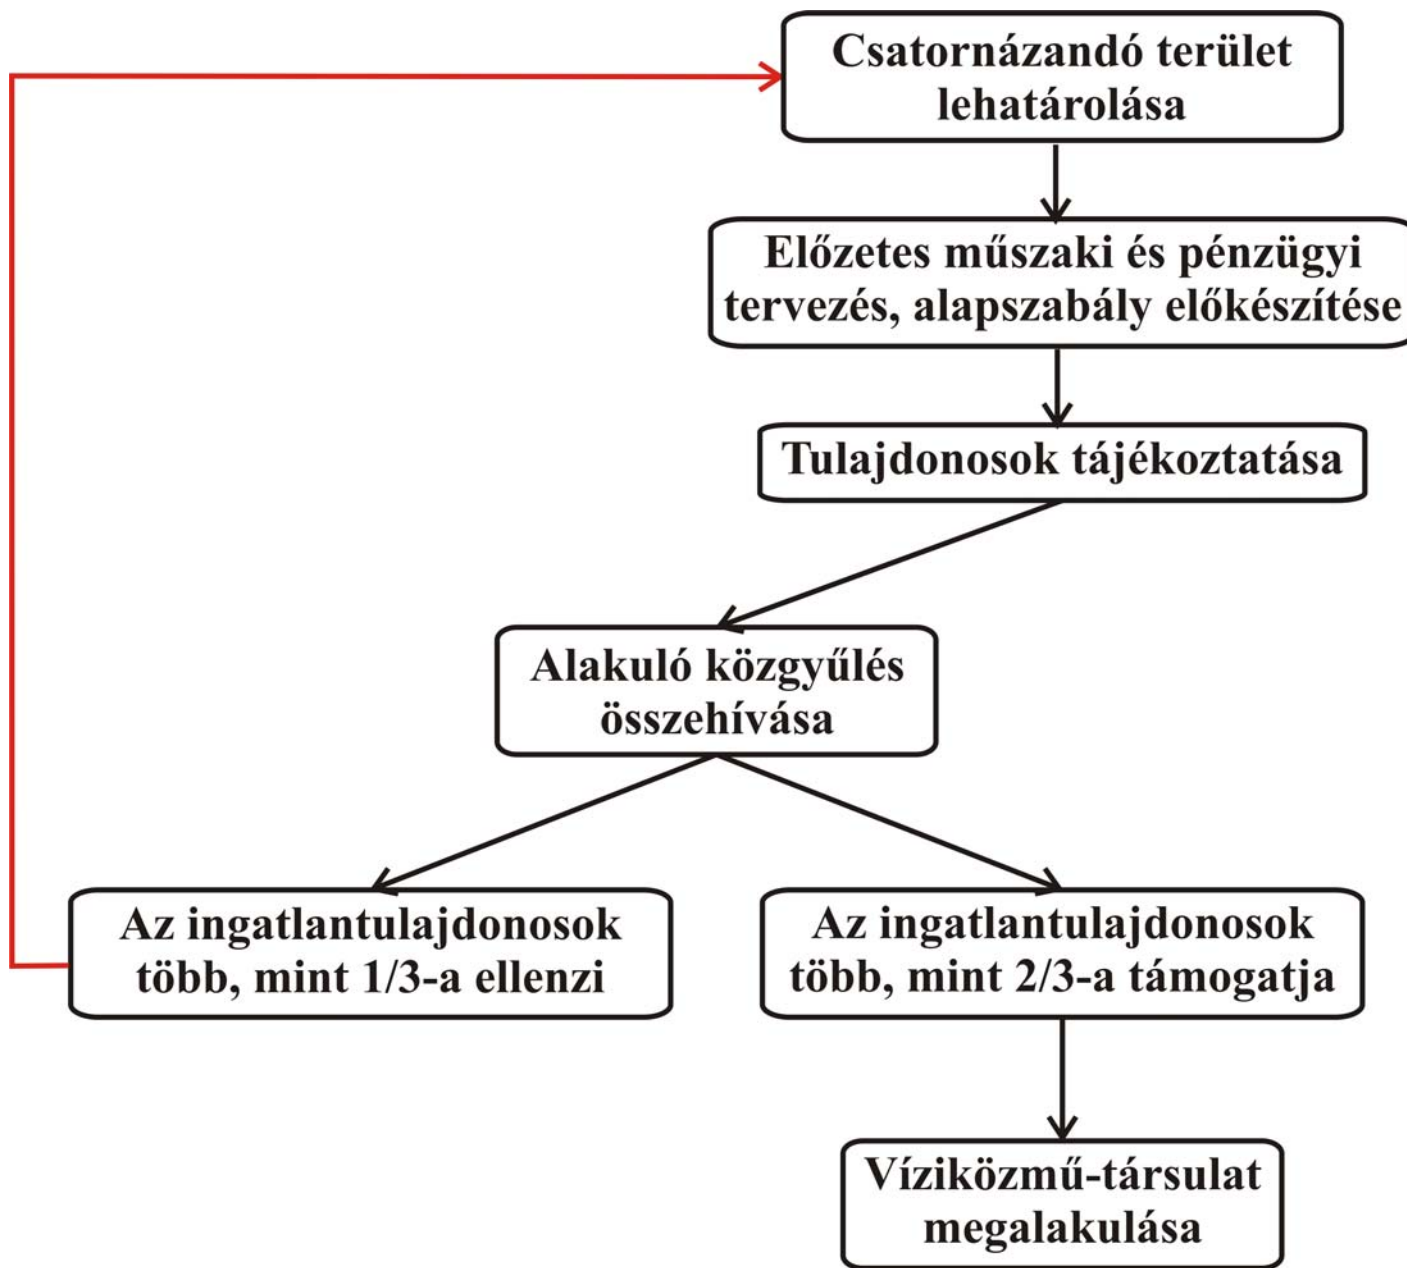 Csatornázandó terület
lehatárolása
Előzetes műszaki és pénzügyi
tervezés, alapszabály előkészítése
Tulajdonosok tájékoztatása
Alakuló közgyűlés
összehívása
Az ingatlantulajdonosok
több, mint 1/3-a ellenzi
Az ingatlantulajdonosok
több, mint 2/3-a támogatja
Víziközmű-társulat
megalakulása